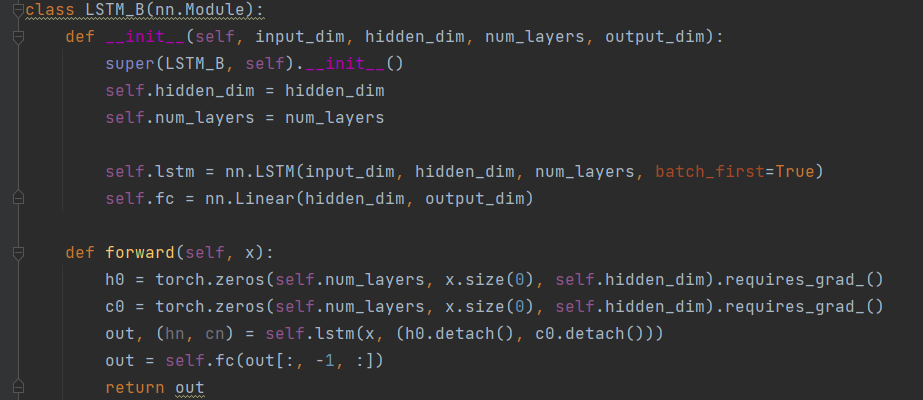 class LSTM_B(nn.Module):
    def __init__(self, input_dim, hidden_dim, num_layers, output_dim):
        super(LSTM_B, self).__init__()
        self.hidden_dim = hidden_dim
        self.num_layers = num_layers

        self.lstm = nn.LSTM(input_dim, hidden_dim, num_layers, batch_first=True)
        self.fc = nn.Linear(hidden_dim, output_dim)

    def forward(self, x):
        h0 = torch.zeros(self.num_layers, x.size(0), self.hidden_dim).requires_grad_()
        c0 = torch.zeros(self.num_layers, x.size(0), self.hidden_dim).requires_grad_()
        out, (hn, cn) = self.lstm(x, (h0.detach(), c0.detach()))
        out = self.fc(out[:, -1, :])
        return out